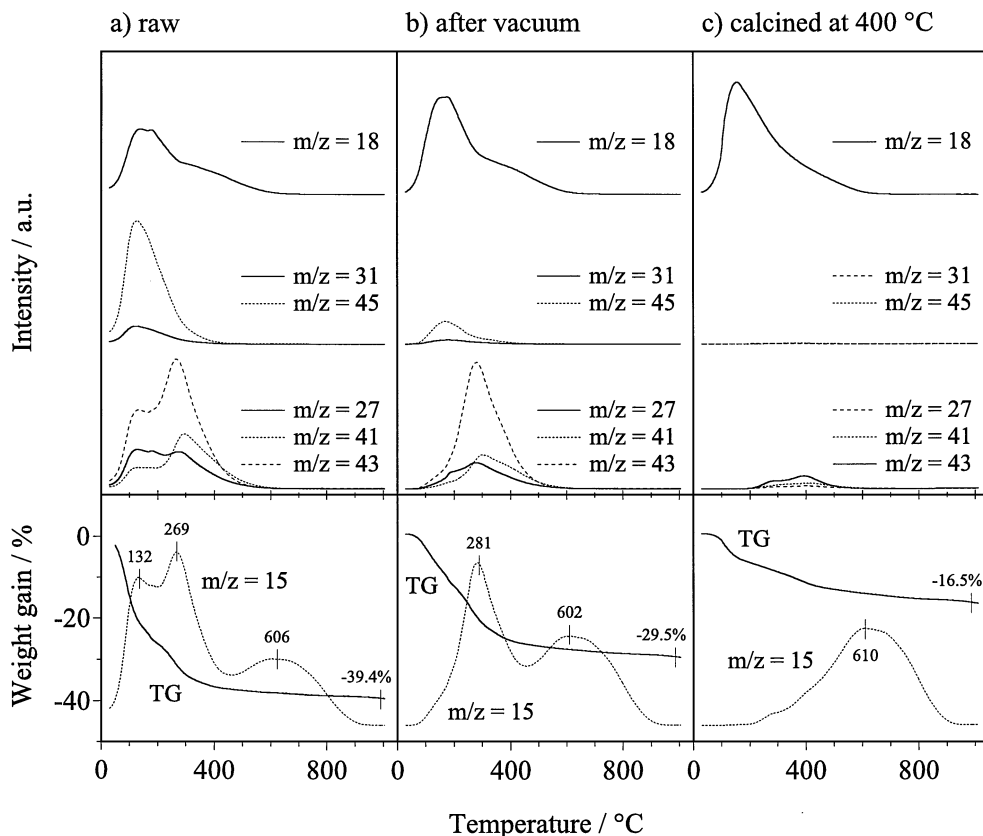 a) raw
b) after vacuum
c) calcined at 400 °C
Intensity / a.u.
m/z = 18
m/z = 31
m/z = 45
m/z = 27
m/z = 41
m/z = 43
m/z = 18
m/z = 31
m/z = 45
m/z = 27
m/z = 41
m/z = 43
m/z = 18
m/z = 31
m/z = 45
m/z = 27
m/z = 41
m/z = 43
Weight gain / %
0
-20
-40
132
269
m/z = 15
606
-39.4%
TG
281
TG
602
-29.5%
m/z = 15
TG
-16.5%
m/z = 15
610
0 400 800
0 400 800
0 400 800
Temperature / °C